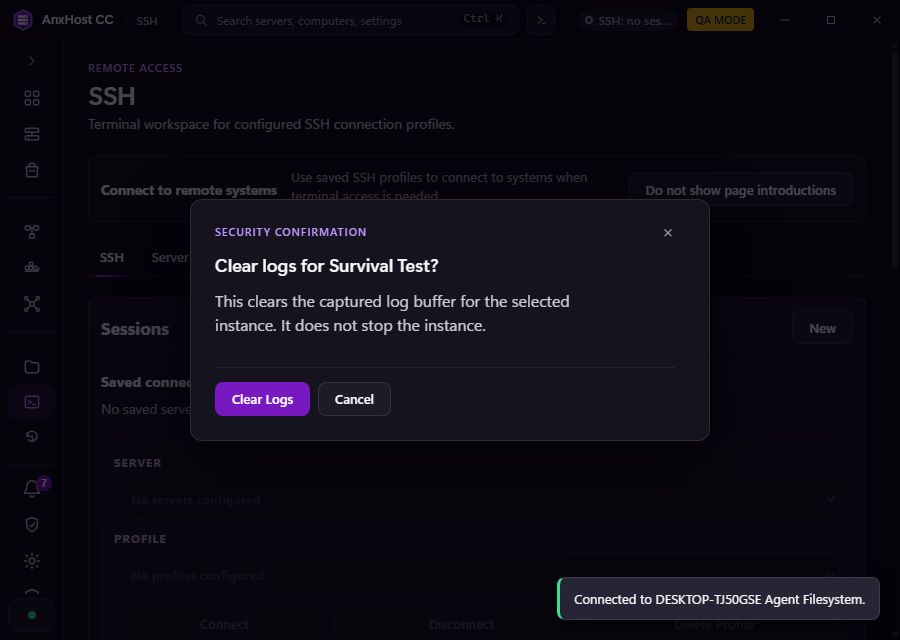 AnxHost CC · SSH
Search servers, computers, settings
Ctrl K
SSH: no ses...
QA MODE
REMOTE ACCESS
SSH
Terminal workspace for configured SSH connection profiles.
Connect to remote systems
Use saved SSH profiles to connect to systems when
terminal access is needed
Do not show page introductions
SSH
Server
SECURITY CONFIRMATION
Clear logs for Survival Test?
This clears the captured log buffer for the selected
instance. It does not stop the instance.
Clear Logs
Cancel
Sessions
New
Saved connec
No saved serve
SERVER
No servers configured
PROFILE
No profiles configured
7
Connected to DESKTOP-TJ50GSE Agent Filesystem.
Connect
Disconnect
Delete Profile